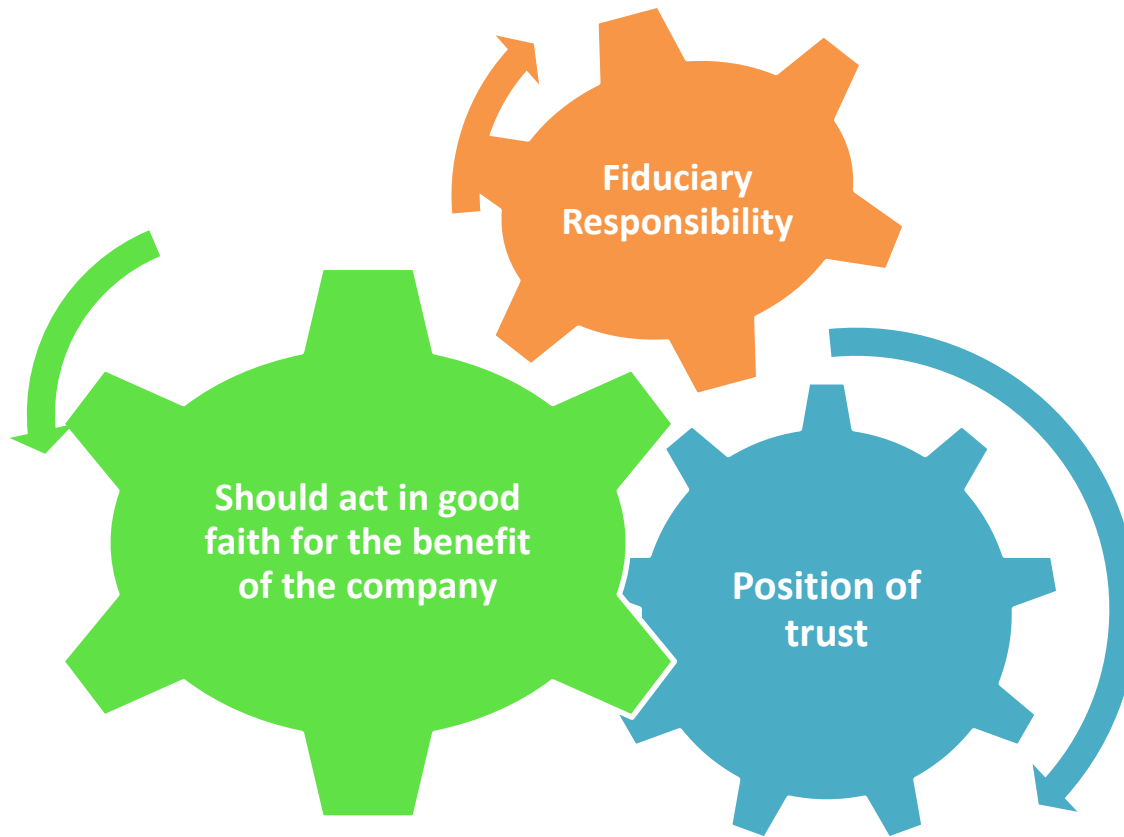 Fiduciary
Responsibility
Should act in good
faith for the benefit
of the company
Position of
trust